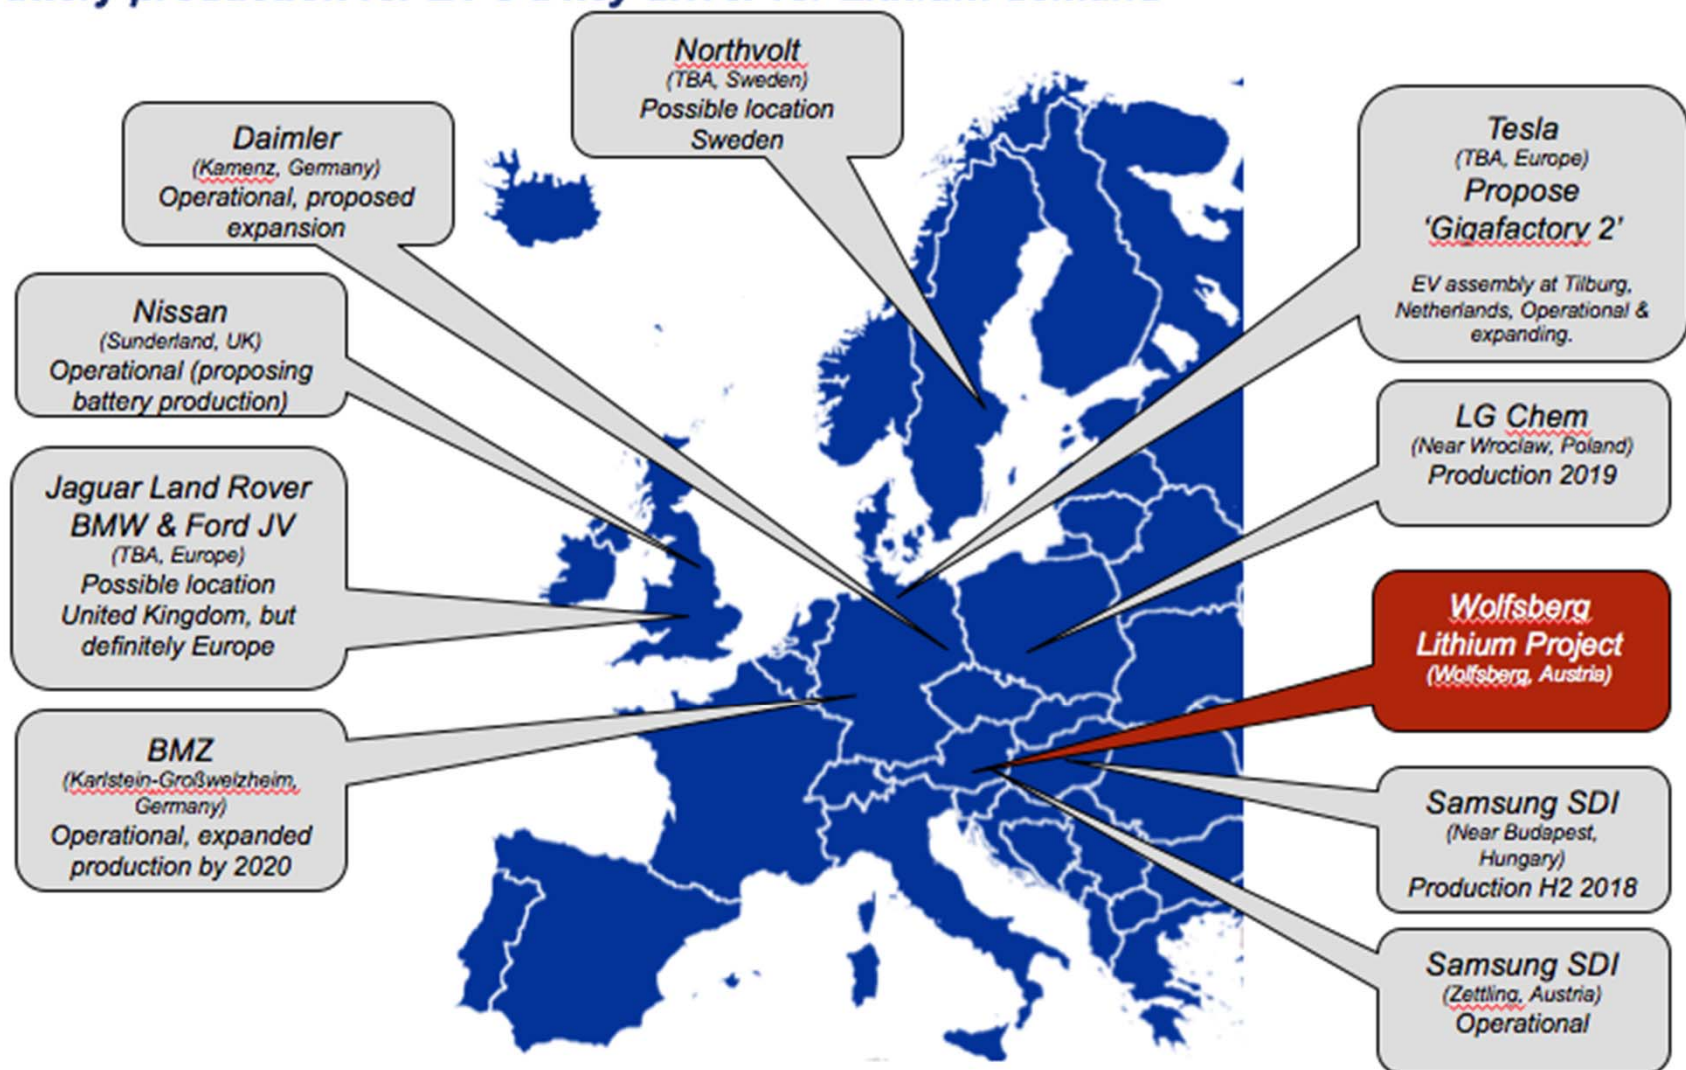 Northvolt
(TBA, Sweden)
Possible location
Sweden
Daimler
(Kamenz, Germany)
Operational, proposed
expansion
Tesla
(TBA, Europe)
Propose
‘Gigafactory 2’
EV assembly at Tilburg,
Netherlands, Operational &
expanding.
Nissan
(Sunderland, UK)
Operational (proposing
battery production)
LG Chem
(Near Wroclaw, Poland)
Production 2019
Jaguar Land Rover
BMW & Ford JV
(TBA, Europe)
Possible location
United Kingdom, but
definitely Europe
Wolfsberg
Lithium Project
(Wolfsberg, Austria)
BMZ
(Karlstein-Großwelzheim,
Germany)
Operational, expanded
production by 2020
Samsung SDI
(Near Budapest,
Hungary)
Production H2 2018
Samsung SDI
(Zettling, Austria)
Operational